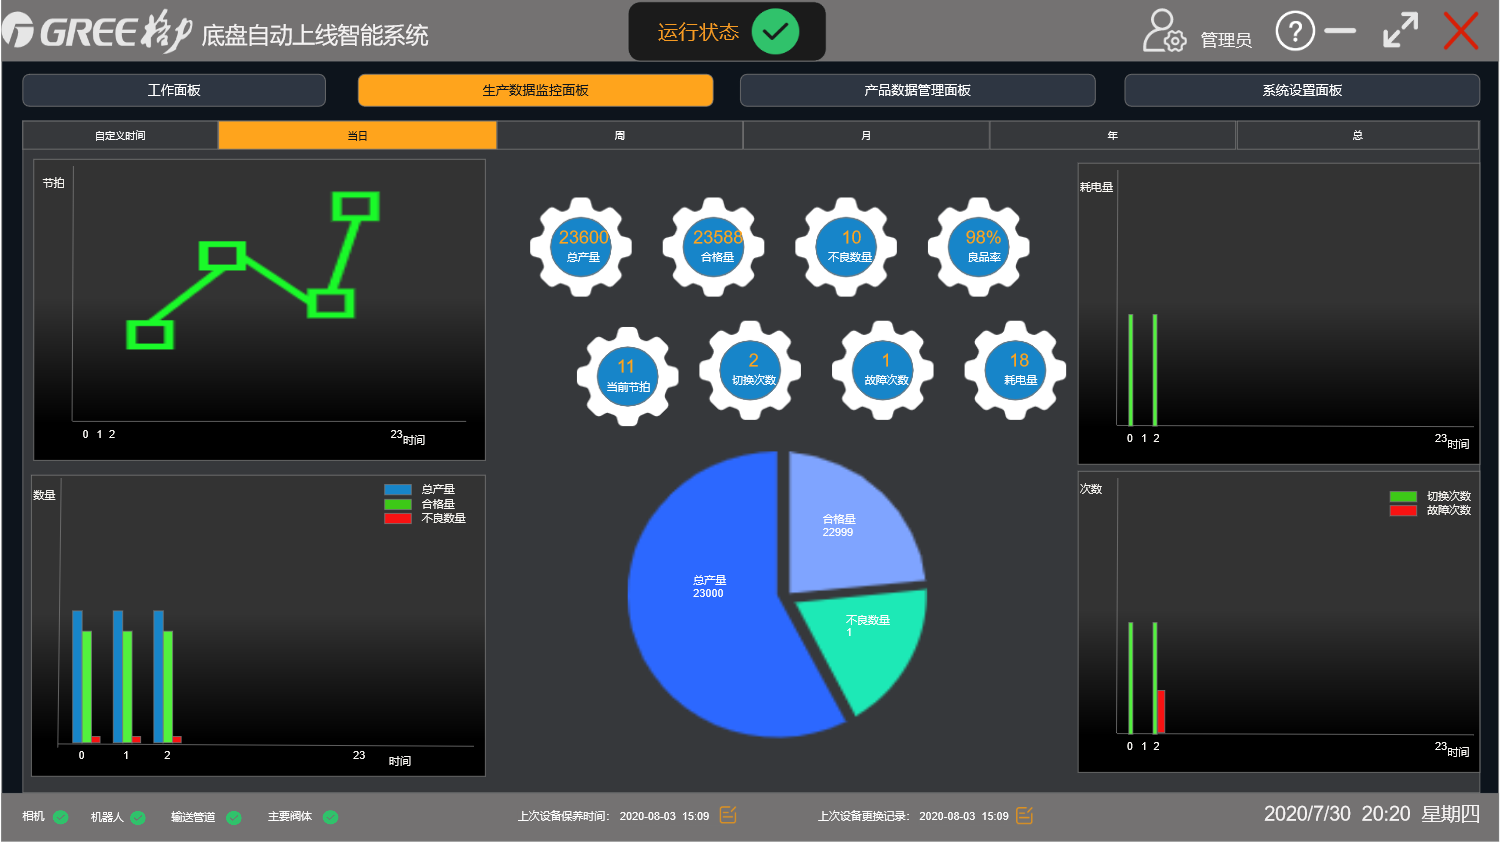 GREE格力 底盘自动上线智能系统
运行状态
管理员
?
工作面板 生产数据监控面板 产品数据管理面板 系统设置面板
自定义时间 当日 周 月 年 总
节拍
0 1 2 23 时间
23600
总产量
23588
合格量
10
不良数量
98%
良品率
11
当前节拍
2
切换次数
1
故障次数
18
耗电量
耗电量
0 1 2 23 时间
数量
总产量
合格量
不良数量
0 1 2 23 时间
合格量
22999
总产量
23000
不良数量
1
次数
切换次数
故障次数
0 1 2 23 时间
相机 机器人 输送管道 主要阀体 上次设备保养时间： 2020-08-03 15:09 上次设备更换记录： 2020-08-03 15:09 2020/7/30 20:20 星期四